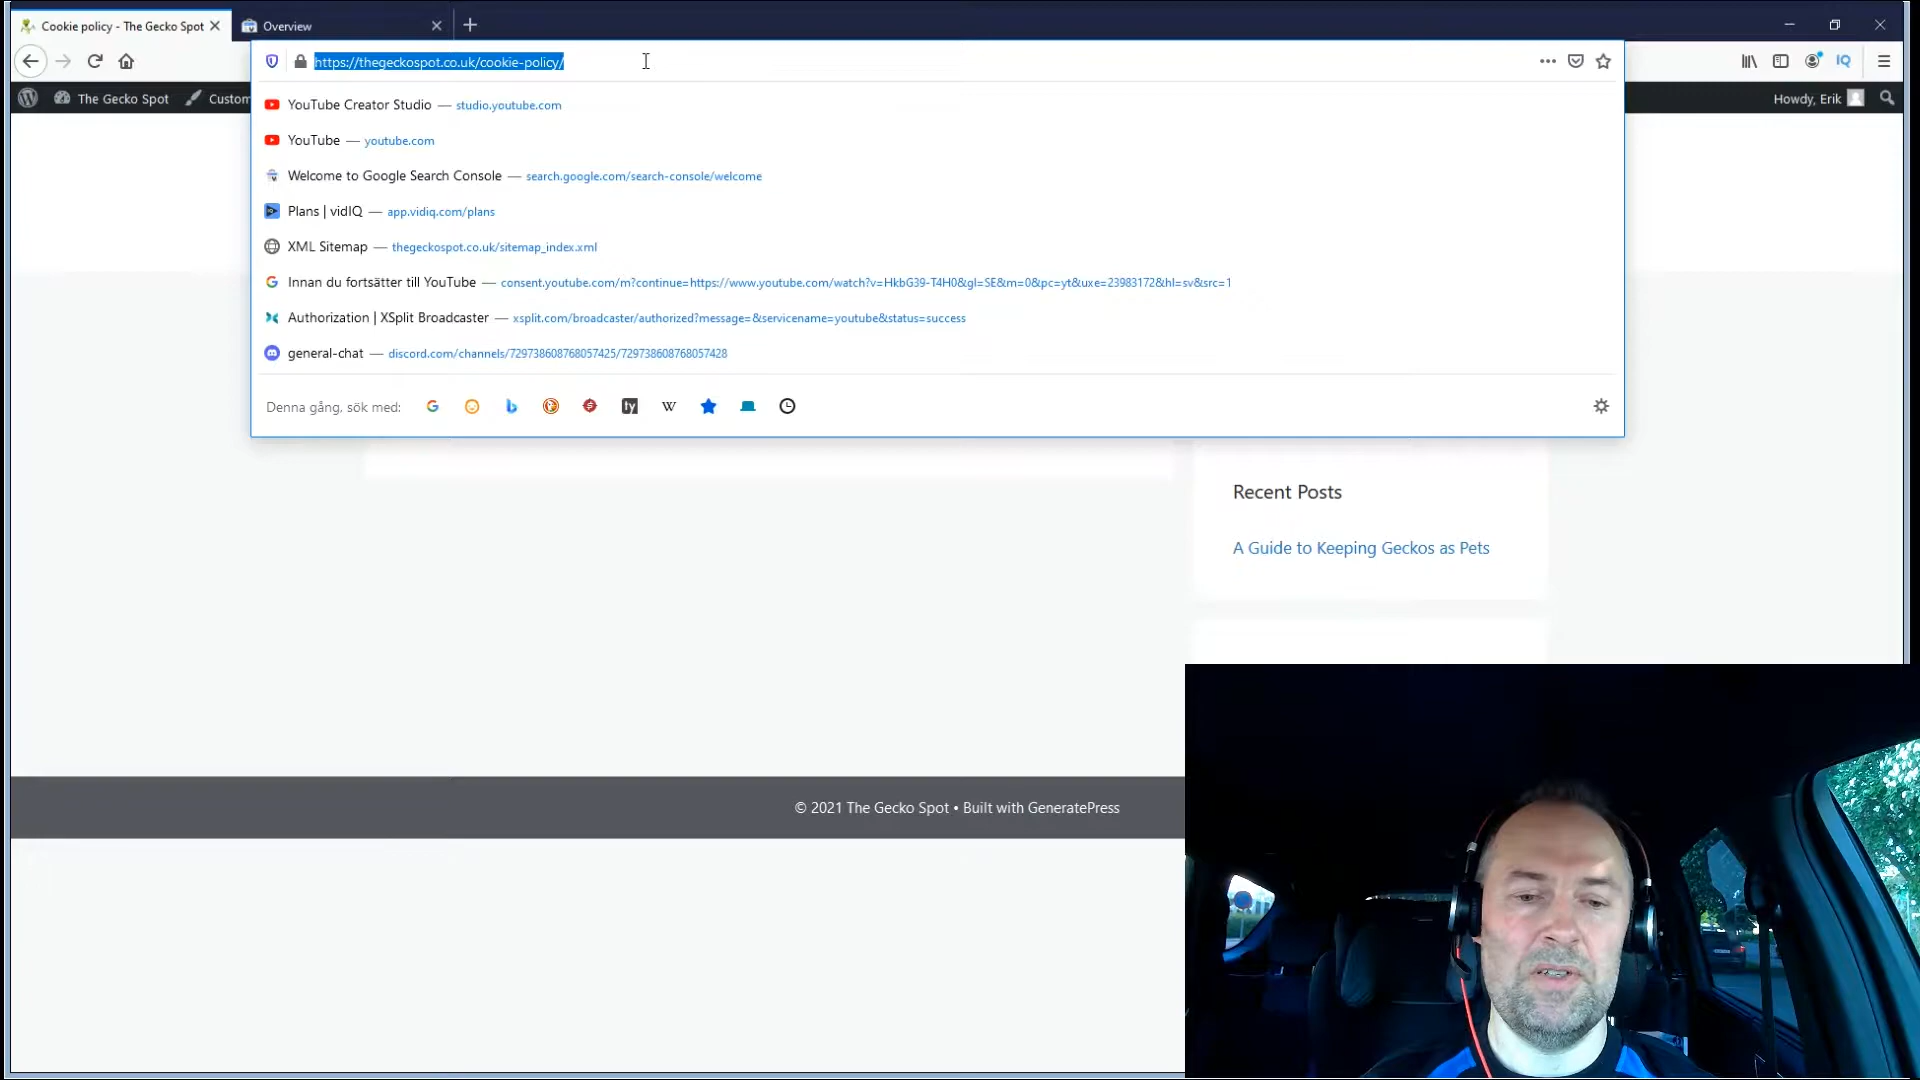 Cookie policy - The Gecko Spot
Overview
https://thegeckospot.co.uk/cookie-policy/
IQ
The Gecko Spot
Custom
Howdy, Erik
YouTube Creator Studio — studio.youtube.com
YouTube — youtube.com
Welcome to Google Search Console — search.google.com/search-console/welcome
Plans | vidIQ — app.vidiq.com/plans
XML Sitemap — thegeckospot.co.uk/sitemap_index.xml
Innan du fortsätter till YouTube — consent.youtube.com/m?continue=https://www.youtube.com/watch?v=HkbG39-T4H0&gl=SE&m=0&pc=yt&uxe=23983172&hl=sv&src=1
Authorization | XSplit Broadcaster — xsplit.com/broadcaster/authorized?message=&servicename=youtube&status=success
general-chat — discord.com/channels/729738608768057425/729738608768057428
Denna gång, sök med:
Recent Posts
A Guide to Keeping Geckos as Pets
© 2021 The Gecko Spot • Built with GeneratePress